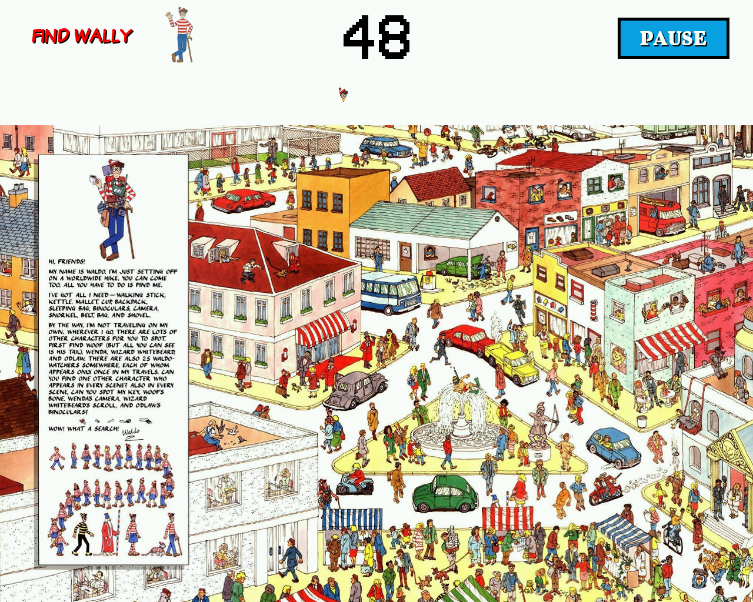 FIND WALLY
48
PAUSE
HI, FRIENDS!
MY NAME IS WALDO. I'M JUST SETTING OFF
ON A WORLDWIDE HIKE. YOU CAN COME
TOO. ALL YOU HAVE TO DO IS FIND ME.
I'VE GOT ALL I NEED—WALKING STICK,
KETTLE, MALLET, CUP, BACKPACK,
SLEEPING BAG, BINOCULARS, CAMERA,
SNORKEL, BELT, BAG, AND SHOVEL.
BY THE WAY, I'M NOT TRAVELING ON MY
OWN. WHEREVER I GO, THERE ARE LOTS OF
OTHER CHARACTERS FOR YOU TO SPOT.
FIRST FIND WOOF (BUT ALL YOU CAN SEE
IS HIS TAIL), WENDA, WIZARD WHITEBEARD
AND ODLAW. THERE ARE ALSO 25 WALDO-
WATCHERS SOMEWHERE, EACH OF WHOM
APPEARS ONLY ONCE IN MY TRAVELS. CAN
YOU FIND ONE OTHER CHARACTER WHO
APPEARS IN EVERY SCENE? ALSO IN EVERY
SCENE, CAN YOU SPOT MY KEY, WOOF'S
BONE, WENDA'S CAMERA, WIZARD
WHITEBEARD'S SCROLL, AND ODLAW'S
BINOCULARS?
WOW! WHAT A SEARCH!
Waldo